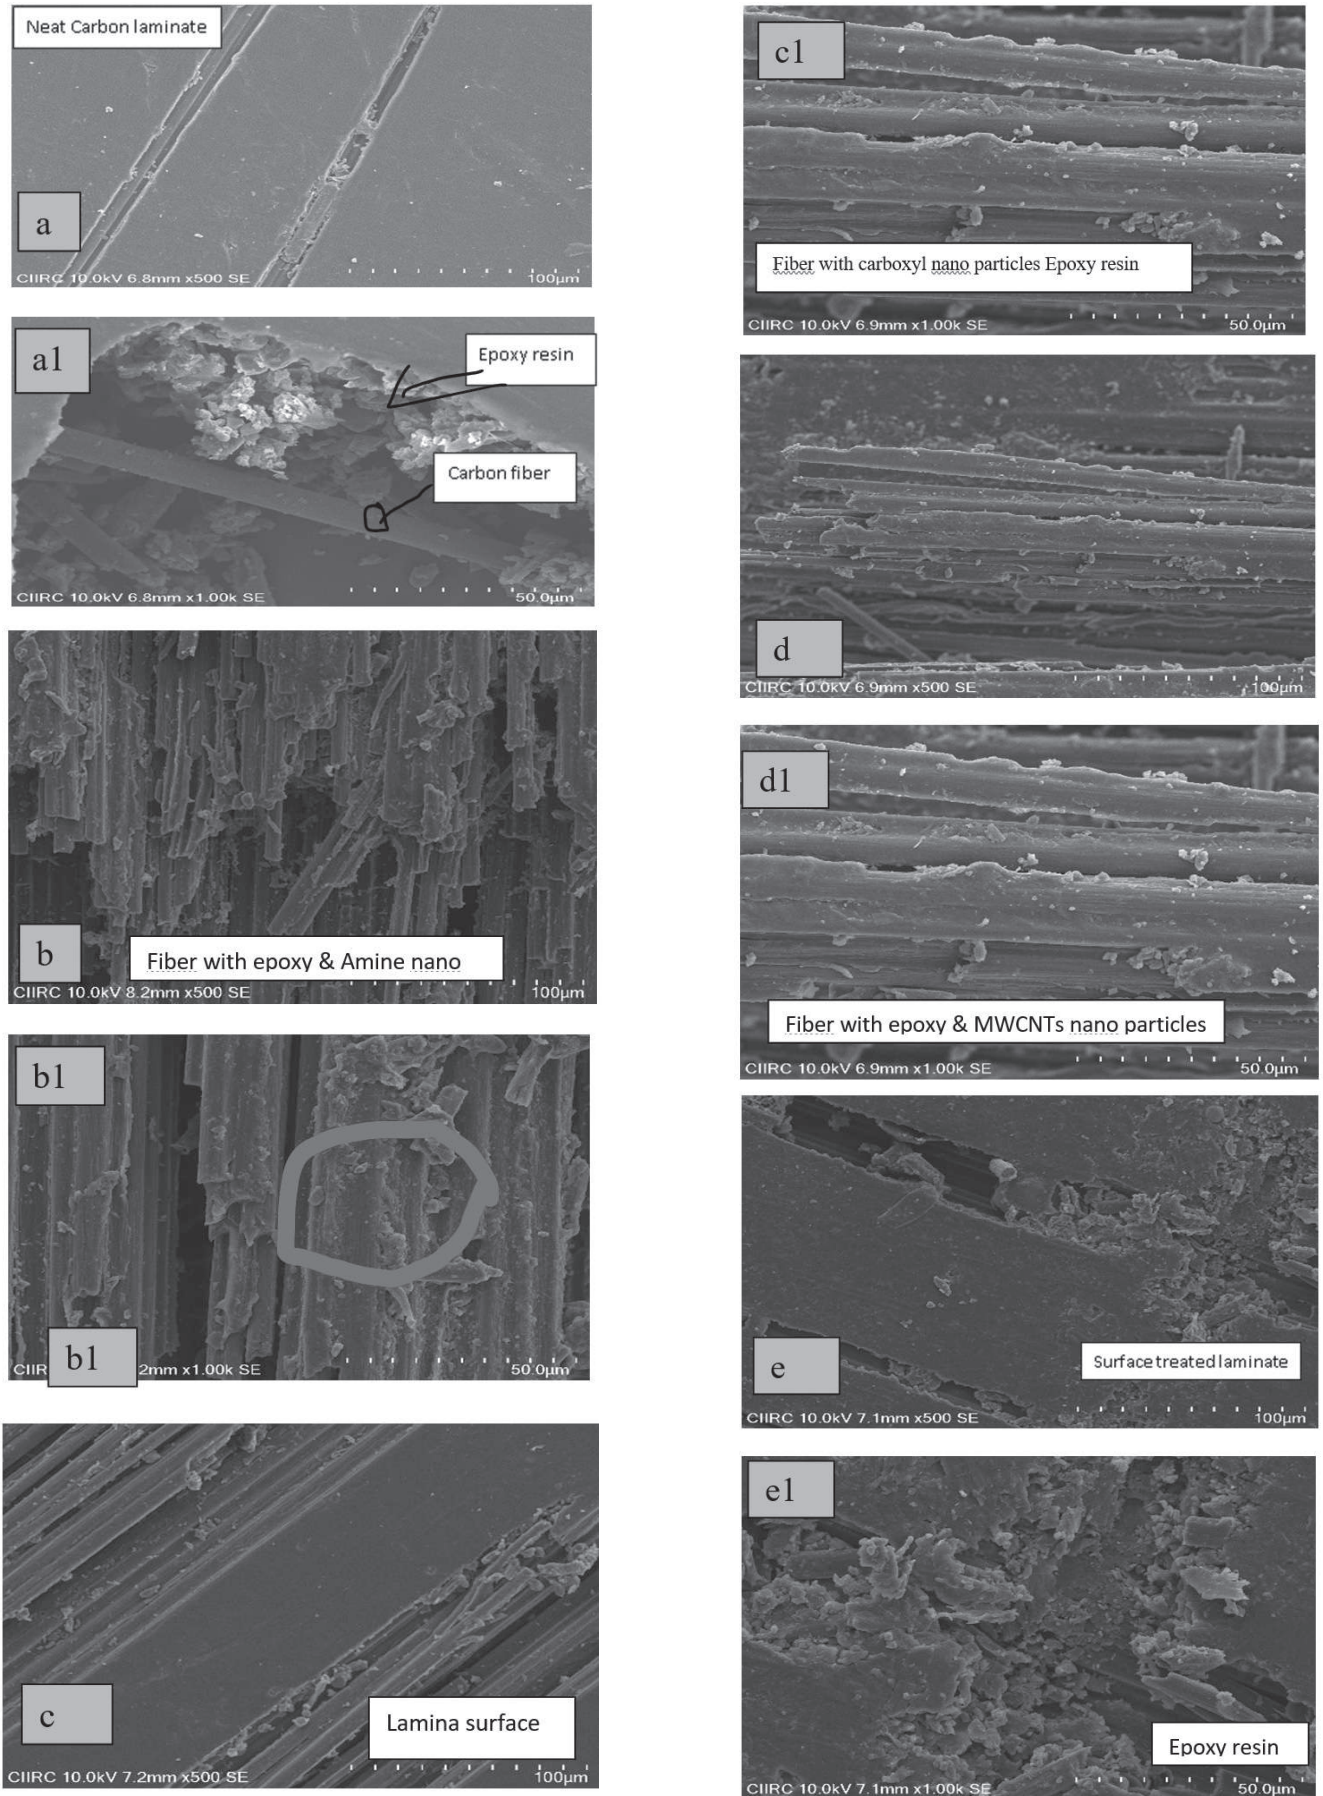 Neat Carbon laminate
a
CIIRC 10.0kV 6.8mm x500 SE 100µm
a1
Epoxy resin
Carbon fiber
CIIRC 10.0kV 6.8mm x1.00k SE 50.0µm
b
Fiber with epoxy & Amine nano
CIIRC 10.0kV 8.2mm x500 SE 100µm
b1
b1
CIIR 2mm x1.00k SE 50.0µm
c
Lamina surface
CIIRC 10.0kV 7.2mm x500 SE 100µm
c1
Fiber with carboxyl nano particles Epoxy resin
CIIRC 10.0kV 6.9mm x1.00k SE 50.0µm
d
CIIRC 10.0kV 6.9mm x500 SE 100µm
d1
Fiber with epoxy & MWCNTs nano particles
CIIRC 10.0kV 6.9mm x1.00k SE 50.0µm
e
Surface treated laminate
CIIRC 10.0kV 7.1mm x500 SE 100µm
e1
Epoxy resin
CIIRC 10.0kV 7.1mm x1.00k SE 50.0µm